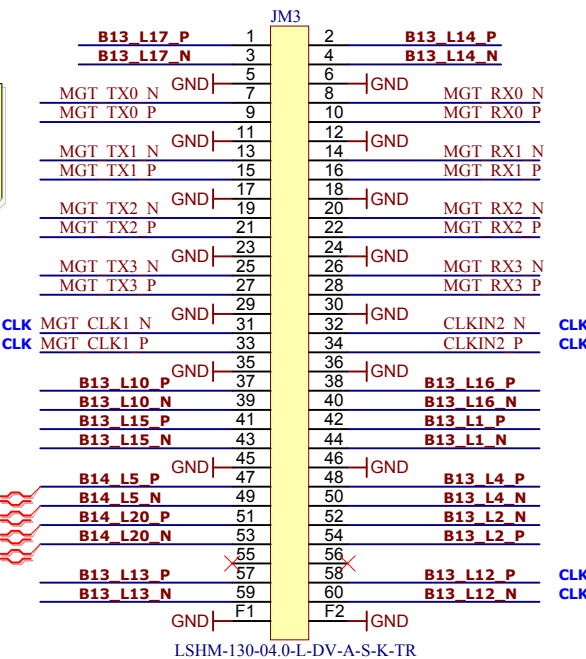 JM3
B13_L17_P 1 2 B13_L14_P
B13_L17_N 3 4 B13_L14_N
GND 5 6 GND
MGT_TX0_N 7 8 MGT_RX0_N
MGT_TX0_P 9 10 MGT_RX0_P
GND 11 12 GND
MGT_TX1_N 13 14 MGT_RX1_N
MGT_TX1_P 15 16 MGT_RX1_P
GND 17 18 GND
MGT_TX2_N 19 20 MGT_RX2_N
MGT_TX2_P 21 22 MGT_RX2_P
GND 23 24 GND
MGT_TX3_N 25 26 MGT_RX3_N
MGT_TX3_P 27 28 MGT_RX3_P
GND 29 30 GND
CLK MGT_CLK1_N 31 32 CLKIN2_N CLK
CLK MGT_CLK1_P 33 34 CLKIN2_P CLK
GND 35 36 GND
B13_L10_P 37 38 B13_L16_P
B13_L10_N 39 40 B13_L16_N
B13_L15_P 41 42 B13_L1_P
B13_L15_N 43 44 B13_L1_N
GND 45 46 GND
B14_L5_P 47 48 B13_L4_P
B14_L5_N 49 50 B13_L4_N
B14_L20_P 51 52 B13_L2_N
B14_L20_N 53 54 B13_L2_P
55 56
B13_L13_P 57 58 B13_L12_P CLK
B13_L13_N 59 60 B13_L12_N CLK
GND F1 F2 GND
LSHM-130-04.0-L-DV-A-S-K-TR